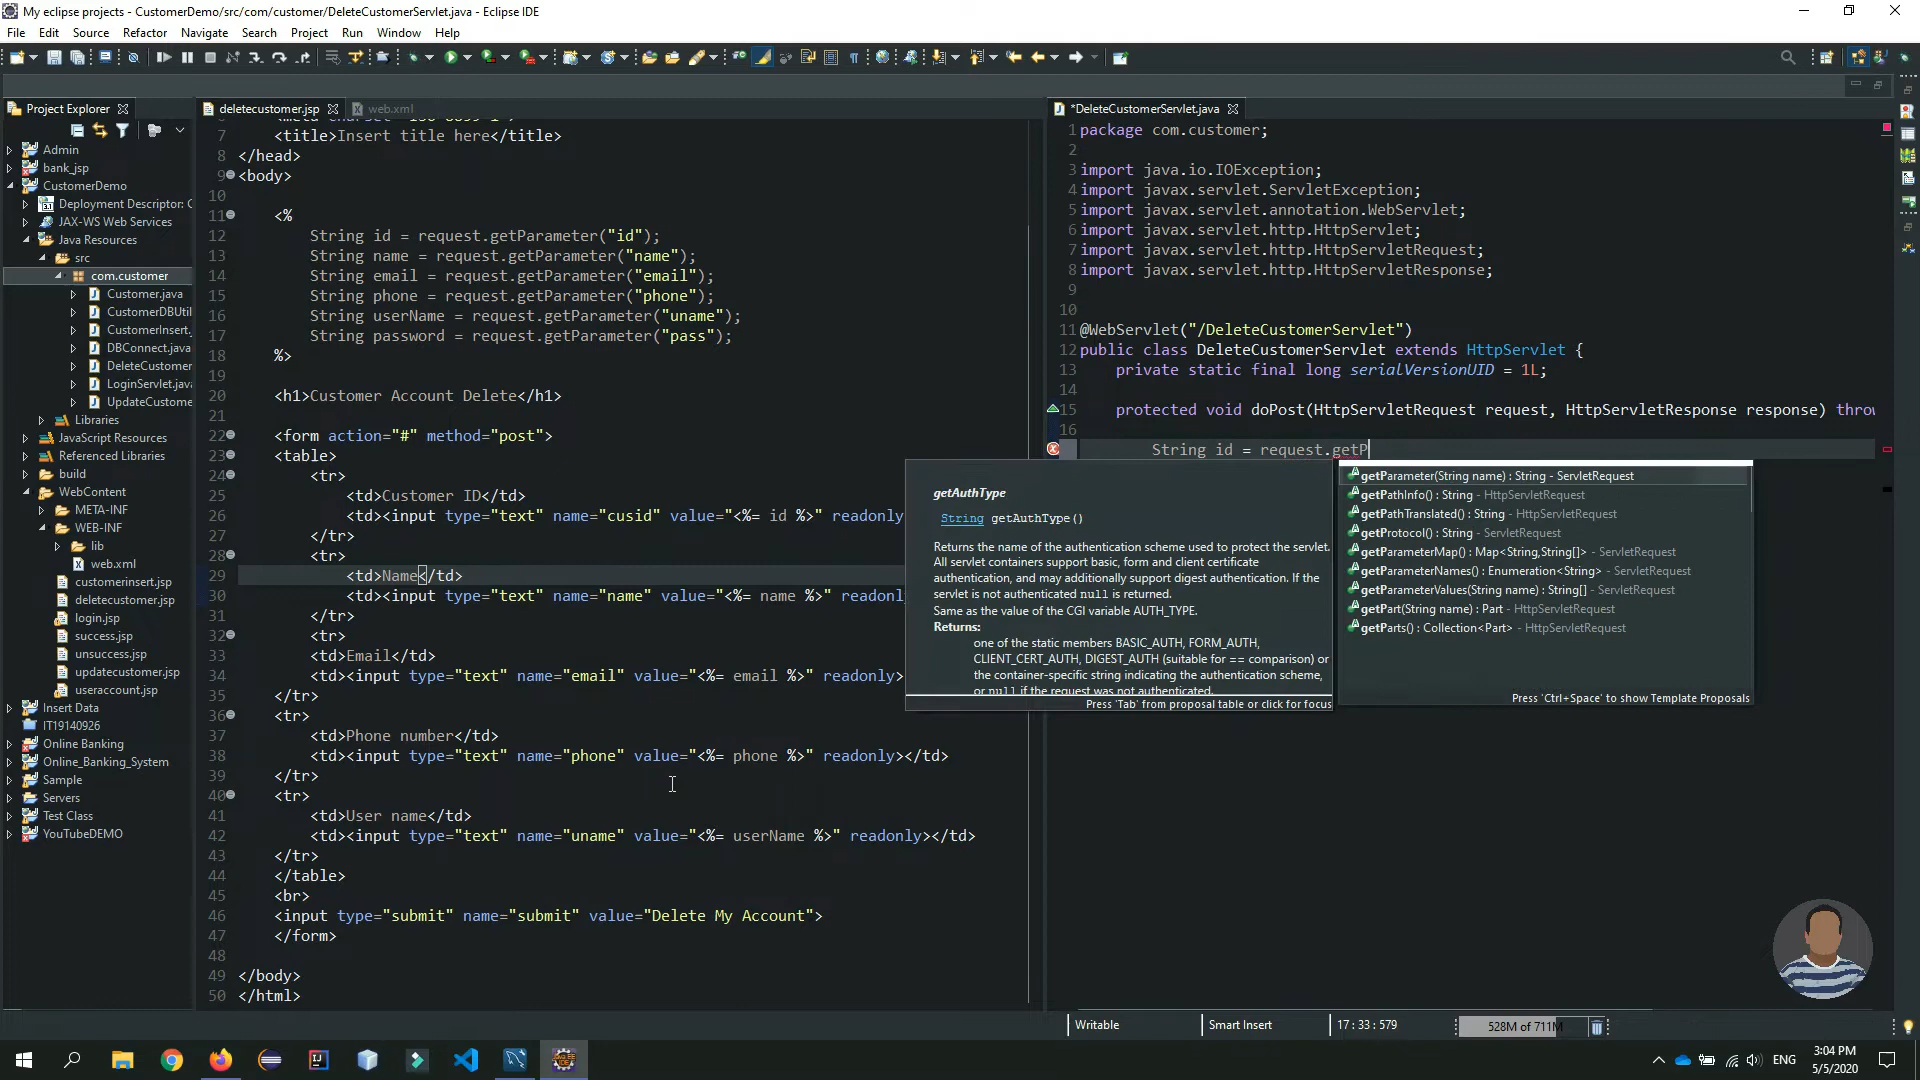 My eclipse projects - CustomerDemo/src/com/customer/DeleteCustomerServlet.java - Eclipse IDE
File Edit Source Refactor Navigate Search Project Run Window Help
Project Explorer
Admin
bank_jsp
CustomerDemo
Deployment Descriptor: C
JAX-WS Web Services
Java Resources
src
com.customer
Customer.java
CustomerDBUtil
CustomerInsert.
DBConnect.java
DeleteCustomer
LoginServlet.java
UpdateCustome
Libraries
JavaScript Resources
Referenced Libraries
build
WebContent
META-INF
WEB-INF
lib
web.xml
customerinsert.jsp
deletecustomer.jsp
login.jsp
success.jsp
unsuccess.jsp
updatecustomer.jsp
useraccount.jsp
Insert Data
IT19140926
Online Banking
Online_Banking_System
Sample
Servers
Test Class
YouTubeDEMO
deletecustomer.jsp web.xml
7 <title>Insert title here</title>
8 </head>
9 <body>
10
11 <%
12 String id = request.getParameter("id");
13 String name = request.getParameter("name");
14 String email = request.getParameter("email");
15 String phone = request.getParameter("phone");
16 String userName = request.getParameter("uname");
17 String password = request.getParameter("pass");
18 %>
19
20 <h1>Customer Account Delete</h1>
21
22 <form action="#" method="post">
23 <table>
24 <tr>
25 <td>Customer ID</td>
26 <td><input type="text" name="cusid" value="<%= id %>" readonly
27 </tr>
28 <tr>
29 <td>Name</td>
30 <td><input type="text" name="name" value="<%= name %>" readonl
31 </tr>
32 <tr>
33 <td>Email</td>
34 <td><input type="text" name="email" value="<%= email %>" readonly>
35 </tr>
36 <tr>
37 <td>Phone number</td>
38 <td><input type="text" name="phone" value="<%= phone %>" readonly></td>
39 </tr>
40 <tr>
41 <td>User name</td>
42 <td><input type="text" name="uname" value="<%= userName %>" readonly></td>
43 </tr>
44 </table>
45 <br>
46 <input type="submit" name="submit" value="Delete My Account">
47 </form>
48
49 </body>
50 </html>
*DeleteCustomerServlet.java
1 package com.customer;
2
3 import java.io.IOException;
4 import javax.servlet.ServletException;
5 import javax.servlet.annotation.WebServlet;
6 import javax.servlet.http.HttpServlet;
7 import javax.servlet.http.HttpServletRequest;
8 import javax.servlet.http.HttpServletResponse;
9
10
11 @WebServlet("/DeleteCustomerServlet")
12 public class DeleteCustomerServlet extends HttpServlet {
13 private static final long serialVersionUID = 1L;
14
15 protected void doPost(HttpServletRequest request, HttpServletResponse response) throw
16
String id = request.getP
getAuthType
String getAuthType()
Returns the name of the authentication scheme used to protect the servlet.
All servlet containers support basic, form and client certificate
authentication, and may additionally support digest authentication. If the
servlet is not authenticated null is returned.
Same as the value of the CGI variable AUTH_TYPE.
Returns:
one of the static members BASIC_AUTH, FORM_AUTH,
CLIENT_CERT_AUTH, DIGEST_AUTH (suitable for == comparison) or
the container-specific string indicating the authentication scheme,
or null if the request was not authenticated.
Press 'Tab' from proposal table or click for focus
getParameter(String name) : String - ServletRequest
getPathInfo() : String - HttpServletRequest
getPathTranslated() : String - HttpServletRequest
getProtocol() : String - ServletRequest
getParameterMap() : Map<String,String[]> - ServletRequest
getParameterNames() : Enumeration<String> - ServletRequest
getParameterValues(String name) : String[] - ServletRequest
getPart(String name) : Part - HttpServletRequest
getParts() : Collection<Part> - HttpServletRequest
Press 'Ctrl+Space' to show Template Proposals
Writable Smart Insert 17 : 33 : 579 528M of 711M
ENG 3:04 PM
5/5/2020